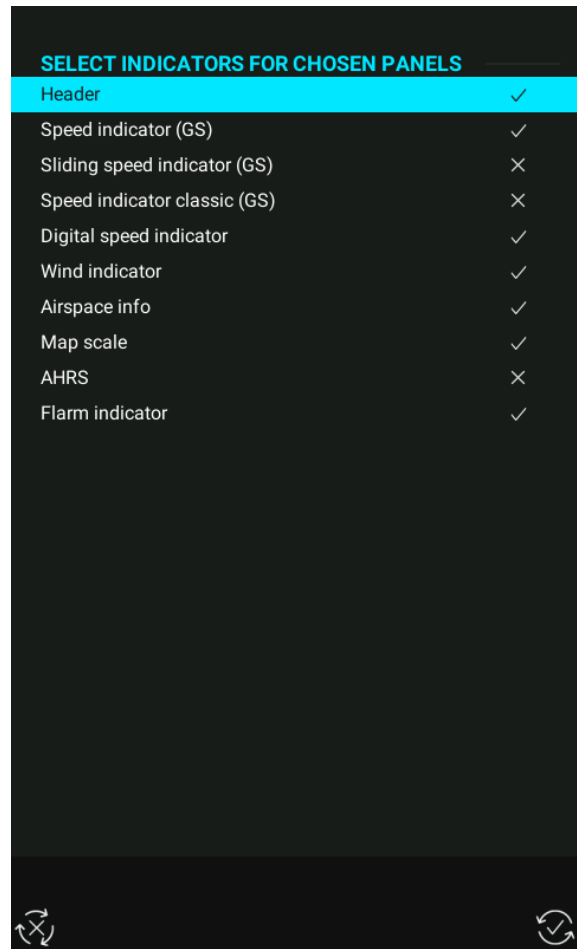 SELECT INDICATORS FOR CHOSEN PANELS
Header
Speed indicator (GS)
Sliding speed indicator (GS)
Speed indicator classic (GS)
Digital speed indicator
Wind indicator
Airspace info
Map scale
AHRS
Flarm indicator